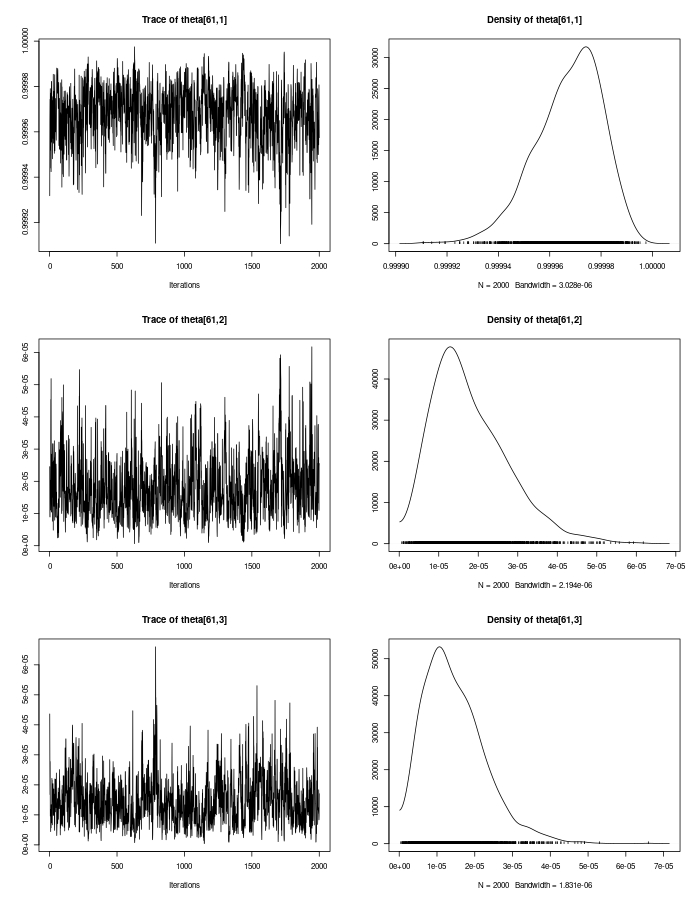 Trace of theta[61,1]
Density of theta[61,1]
0.99992 0.99994 0.99996 0.99998 1.00000
0 500 1000 1500 2000
Iterations
0 5000 10000 15000 20000 25000 30000
0.99990 0.99992 0.99994 0.99996 0.99998 1.00000
N = 2000 Bandwidth = 3.028e-06
Trace of theta[61,2]
Density of theta[61,2]
0e+00 1e-05 2e-05 3e-05 4e-05 5e-05 6e-05
0 500 1000 1500 2000
Iterations
0 10000 20000 30000 40000
0e+00 1e-05 2e-05 3e-05 4e-05 5e-05 6e-05 7e-05
N = 2000 Bandwidth = 2.194e-06
Trace of theta[61,3]
Density of theta[61,3]
0e+00 1e-05 2e-05 3e-05 4e-05 5e-05 6e-05
0 500 1000 1500 2000
Iterations
0 10000 20000 30000 40000 50000
0e+00 1e-05 2e-05 3e-05 4e-05 5e-05 6e-05 7e-05
N = 2000 Bandwidth = 1.831e-06